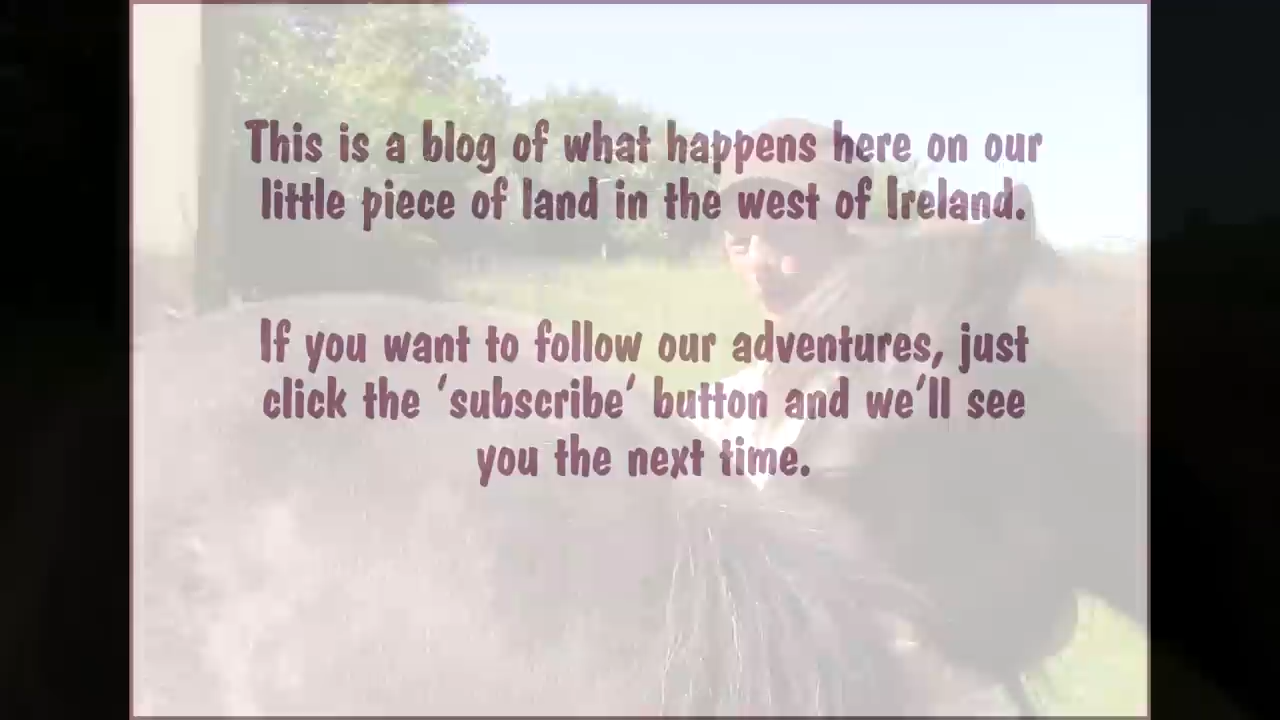 This is a blog of what happens here on our
little piece of land in the west of Ireland.
If you want to follow our adventures, just
click the ‘subscribe’ button and we’ll see
you the next time.